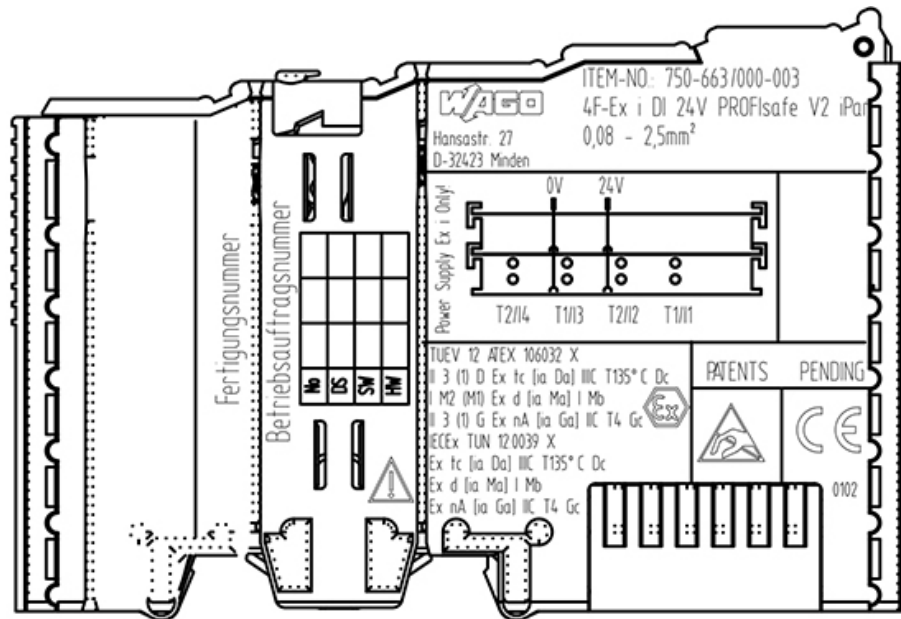 WAGO
ITEM-NO.: 750-663/000-003
4F-Ex i DI 24V PROFIsafe V2 iPar
0,08 - 2,5mm²
Hansastr. 27
D-32423 Minden
Power Supply Ex i Only!
0V 24V
T2/I4 T1/I3 T2/I2 T1/I1
Fertigungsnummer
Betriebsauftragsnummer
No
DS
SW
HW
TUEV 12 ATEX 106032 X
II 3 (1) D Ex tc [ia Da] IIIC T135°C Dc
I M2 (M1) Ex d [ia Ma] I Mb
II 3 (1) G Ex nA [ia Ga] IIC T4 Gc
Ex
IECEx TUN 12.0039 X
Ex tc [ia Da] IIIC T135°C Dc
Ex d [ia Ma] I Mb
Ex nA [ia Ga] IIC T4 Gc
PATENTS PENDING
CE
0102